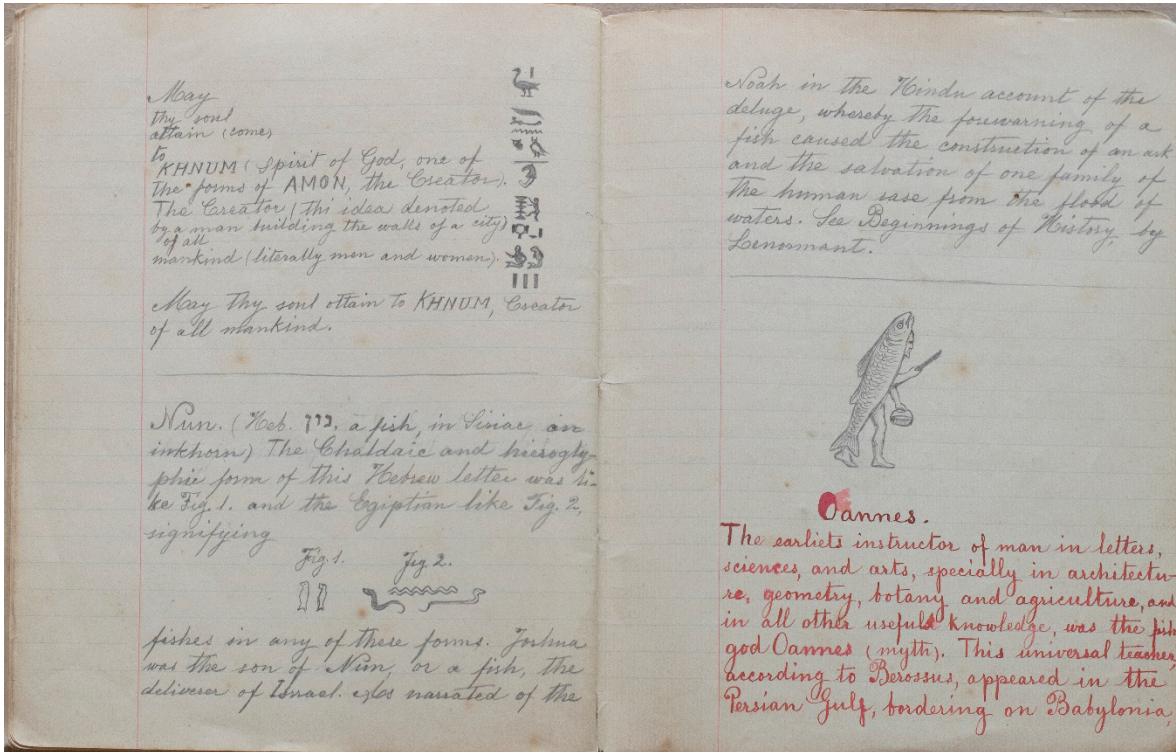 May
thy soul
attain (come)
to
KHNUM (Spirit of God, one of
the forms of AMON, the Creator).
The Creator (thi idea denoted
by a man building the walls of a city)
of all
mankind (literally men and women).
May thy soul attain to KHNUM, Creator
of all mankind.
Nun. (Heb. נון, a fish, in Siriac an
inkhorn) The Chaldaic and hierogly-
phic form of this Hebrew letter was li-
ke Fig. 1. and the Egiptian like Fig. 2,
signifying
Fig. 1. Fig 2.
fishes in any of these forms. Joshua
was the son of Nun, or a fish, the
deliverer of Israel. As narrated of the
Noah in the Hindu account of the
deluge, whereby the fourwarning of a
fish caused the construction of an ark
and the salvation of one family of
the human rase from the flood of
waters. See Beginnings of History, by
Lenormant.
Oannes.
The earliets instructor of man in letters,
sciences, and arts, specially in architectu-
re, geometry, botany and agriculture, and
in all other useful knowledge, was the fish
god Oannes (myth). This universal teacher,
according to Berossus, appeared in the
Persian Gulf, bordering on Babylonia,